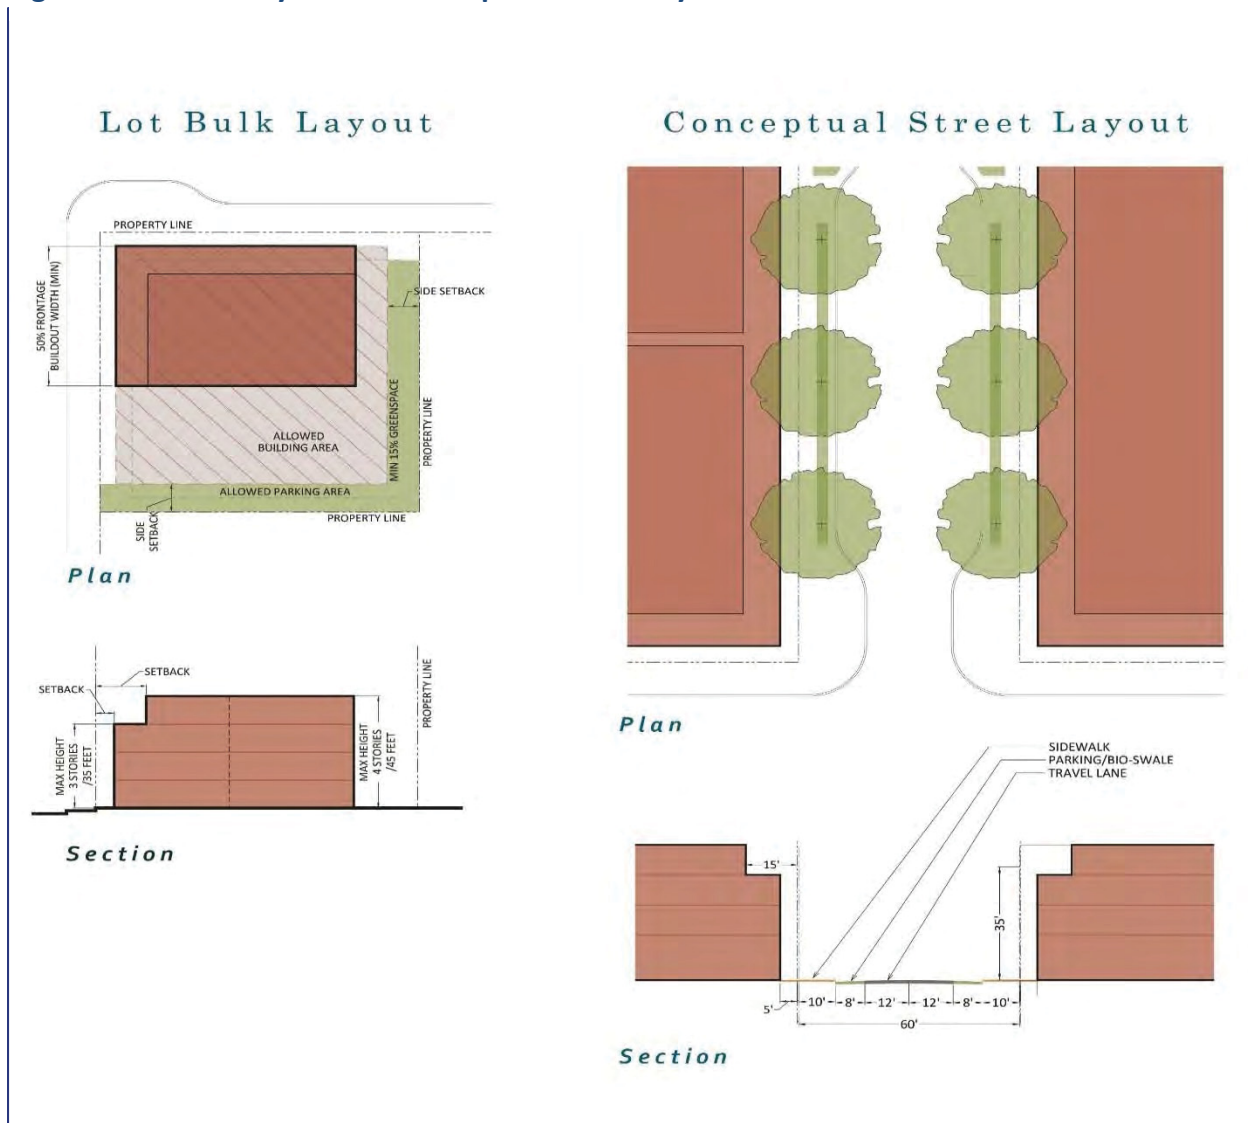 Lot Bulk Layout
PROPERTY LINE
50% FRONTAGE
BUILDOUT WIDTH (MIN)
SIDE SETBACK
ALLOWED
BUILDING AREA
MIN 15% GREENSPACE
PROPERTY LINE
ALLOWED PARKING AREA
SIDE
SETBACK
PROPERTY LINE
Plan
SETBACK
SETBACK
MAX HEIGHT
3 STORIES
/35 FEET
MAX HEIGHT
4 STORIES
/45 FEET
PROPERTY LINE
Section
Conceptual Street Layout
Plan
SIDEWALK
PARKING/BIO-SWALE
TRAVEL LANE
15'
35'
5'
10'
8'
12'
12'
8'
10'
60'
Section